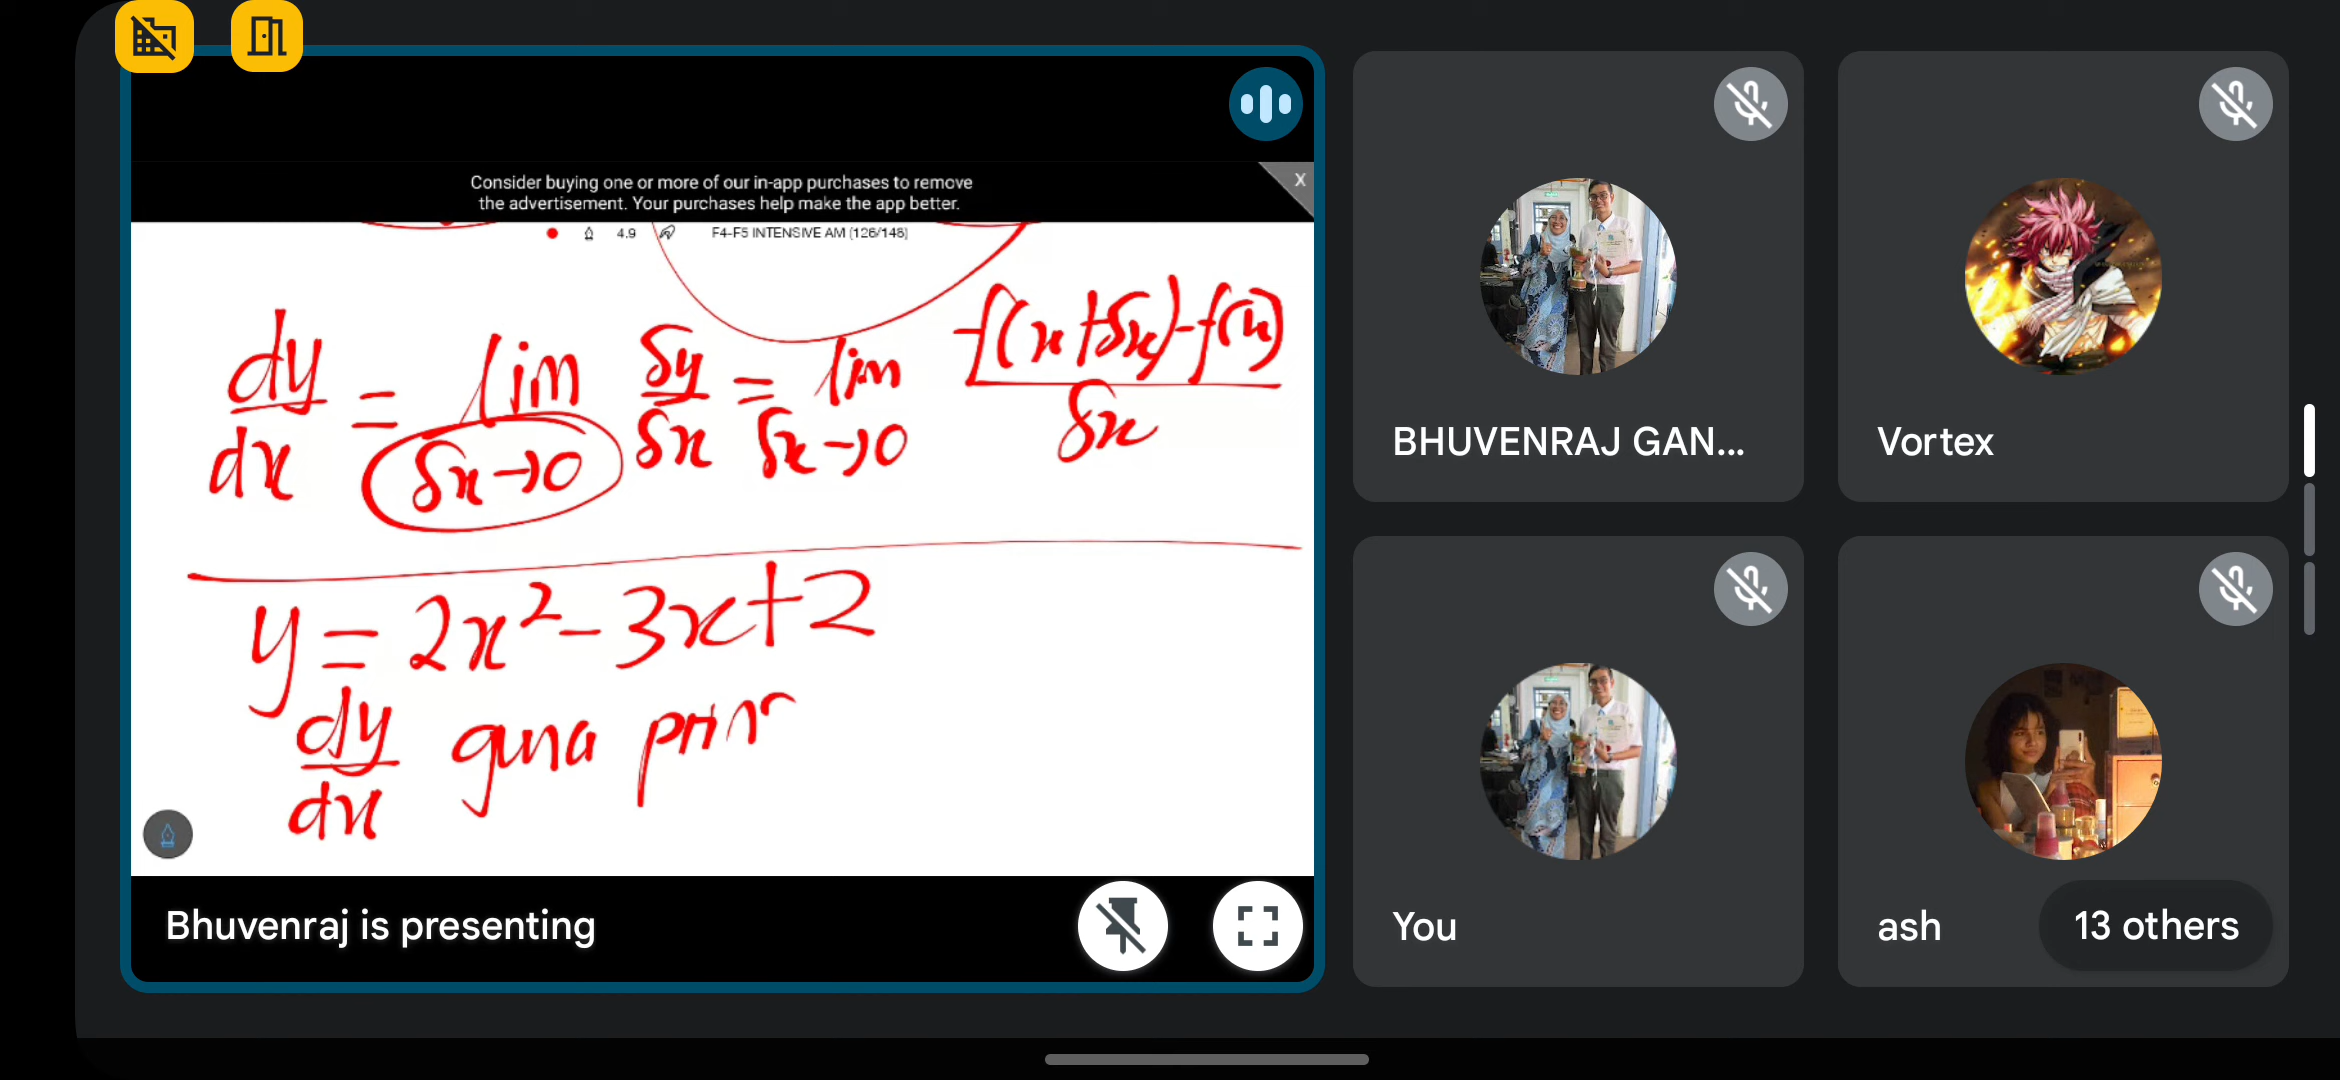 Consider buying one or more of our in-app purchases to remove
the advertisement. Your purchases help make the app better.
X
4.9 F4-F5 INTENSIVE AM (126/148)
dy/dx = lim δx→0 δy/δx = lim δx→0 f(x+δx)-f(x)/δx
y = 2x²-3x+2
dy/dx guna prin
Bhuvenraj is presenting
BHUVENRAJ GAN...
Vortex
You
ash
13 others